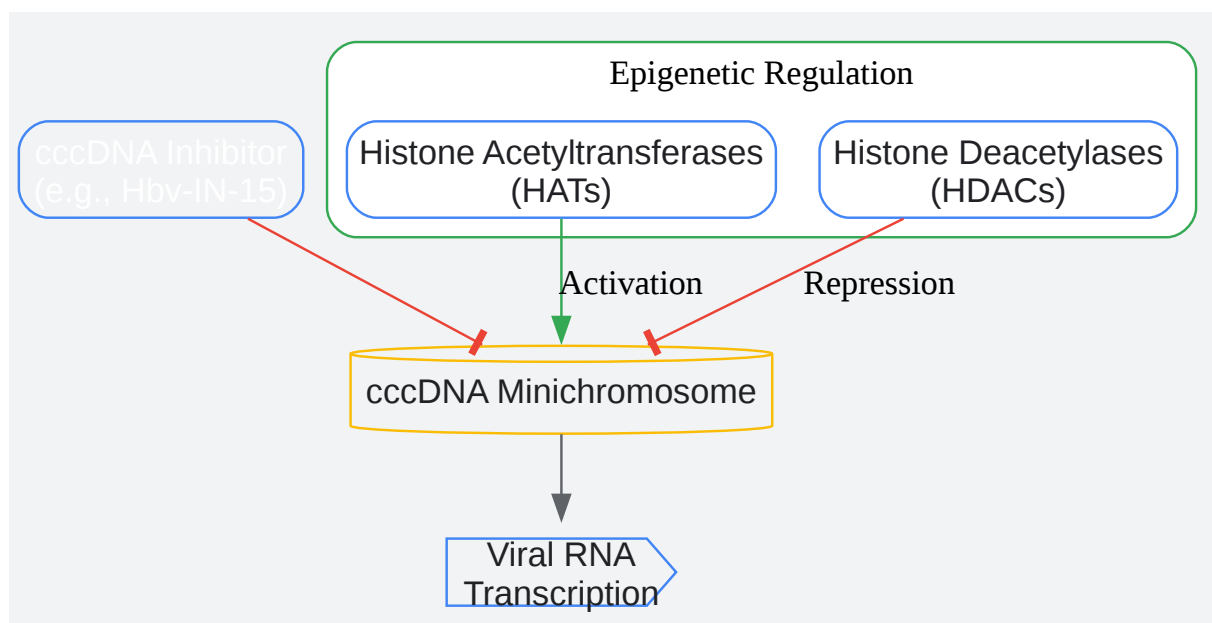 Epigenetic Regulation
cccDNA Inhibitor
(e.g., Hbv-IN-15)
Histone Acetyltransferases
(HATs)
Histone Deacetylases
(HDACs)
Activation
Repression
cccDNA Minichromosome
Viral RNA
Transcription